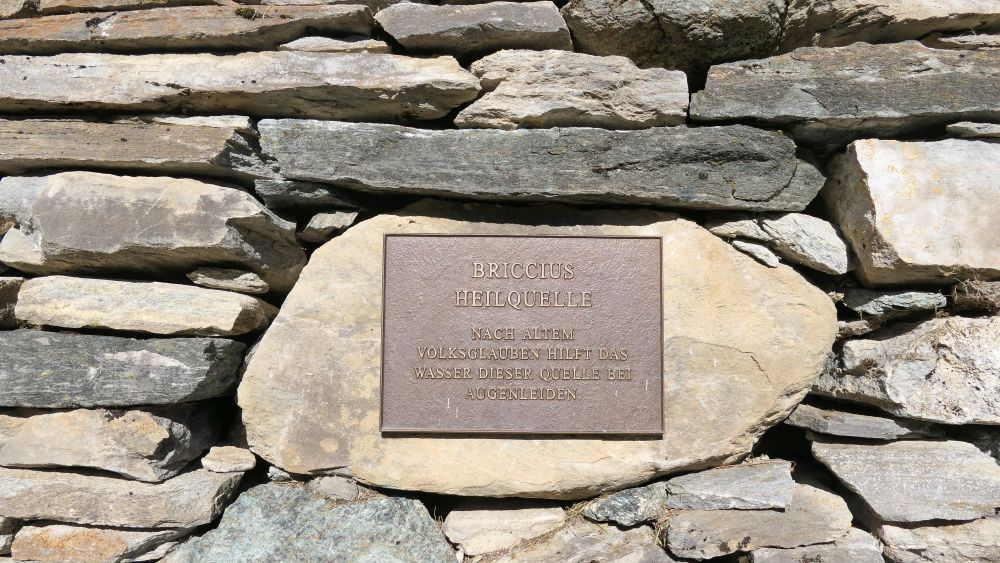 BRICCIUS
HEILQUELLE
NACH ALTEM
VOLKSGLAUBEN HILFT DAS
WASSER DIESER QUELLE BEI
AUGENLEIDEN.